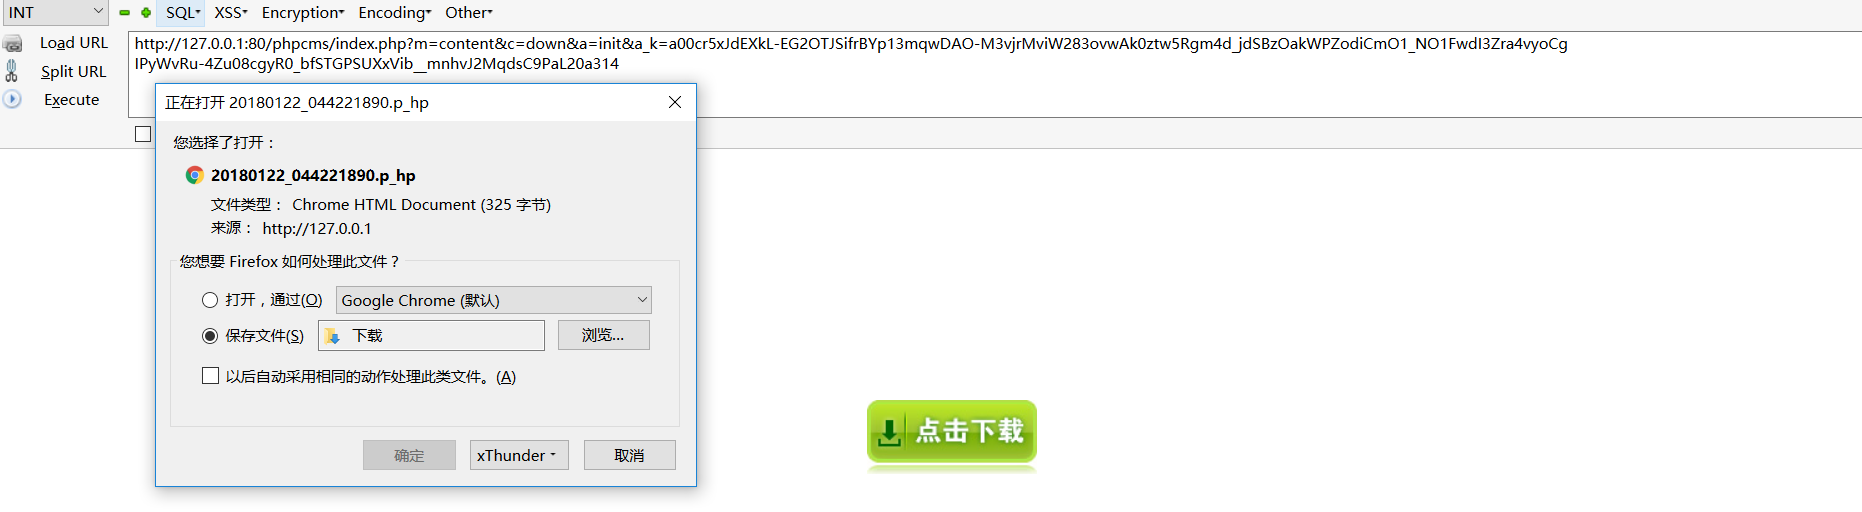 INT SQL XSS Encryption Encoding Other
Load URL
Split URL
Execute
http://127.0.0.1:80/phpcms/index.php?m=content&c=down&a=init&a_k=a00cr5xJdEXkL-EG2OTJSifrBYp13mqwDAO-M3vjrMviW283ovwAk0ztw5Rgm4d_jdSBzOakWPZodiCmO1_NO1FwdI3Zra4vyoCg
IPyWvRu-4Zu08cgyR0_bfSTGPSUXxVib__mnhvJ2MqdsC9PaL20a314
正在打开 20180122_044221890.p_hp
您选择了打开：
20180122_044221890.p_hp
文件类型： Chrome HTML Document (325 字节)
来源： http://127.0.0.1
您想要 Firefox 如何处理此文件？
打开，通过(O) Google Chrome (默认)
保存文件(S) 下载 浏览...
以后自动采用相同的动作处理此类文件。(A)
确定 xThunder 取消
点击下载